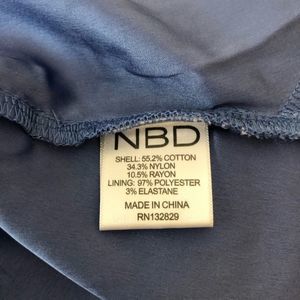 NBD
SHELL: 55.2% COTTON
34.3% NYLON
10.5% RAYON
LINING: 97% POLYESTER
3% ELASTANE
MADE IN CHINA
RN132829